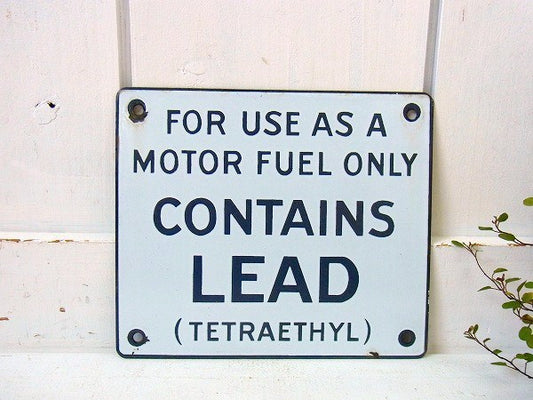 FOR USE AS A
MOTOR FUEL ONLY
CONTAINS
LEAD
(TETRAETHYL)